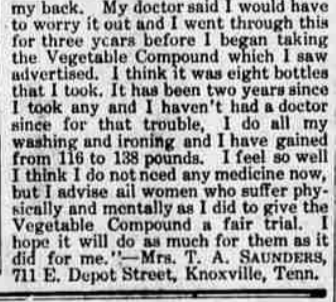 my back. My doctor said I would have
to worry it out and I went through this
for three years before I began taking
the Vegetable Compound which I saw
advertised. I think it was eight bottles
that I took. It has been two years since
I took any and I haven't had a doctor
since for that trouble, I do all my
washing and ironing and I have gained
from 116 to 138 pounds. I feel so well
I think I do not need any medicine now,
but I advise all women who suffer phy-
sically and mentally as I did to give the
Vegetable Compound a fair trial. I
hope it will do as much for them as it
did for me."—Mrs. T. A. SAUNDERS,
711 E. Depot Street, Knoxville, Tenn.